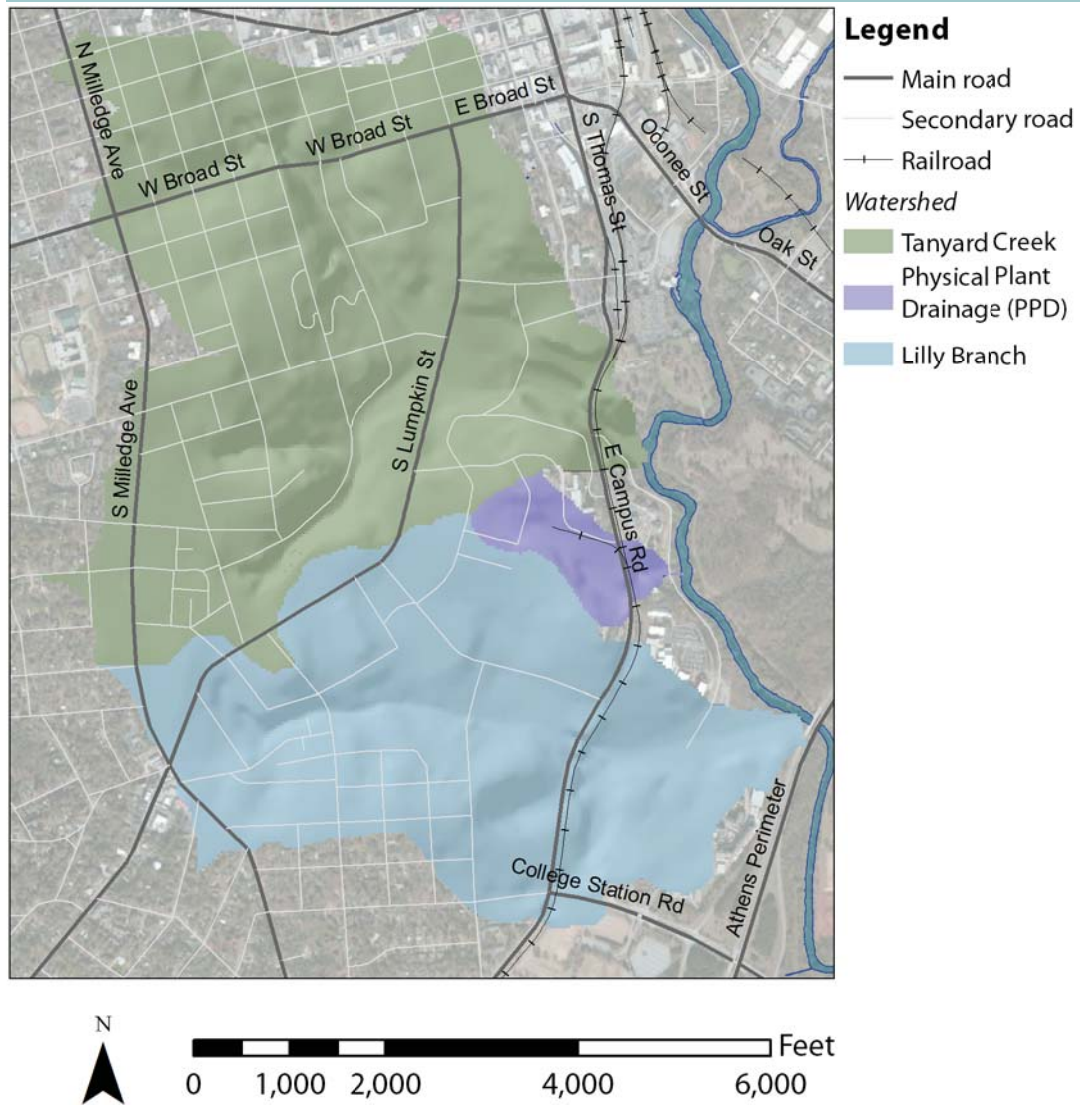 N Milledge Ave
W Broad St
W Broad St
E Broad St
S Thomas St
Oconee St
Oak St
S Milledge Ave
S Lumpkin St
E Campus Rd
College Station Rd
Athens Perimeter
Legend
Main road
Secondary road
Railroad
Watershed
Tanyard Creek
Physical Plant
Drainage (PPD)
Lilly Branch
N
Feet
0 1,000 2,000 4,000 6,000